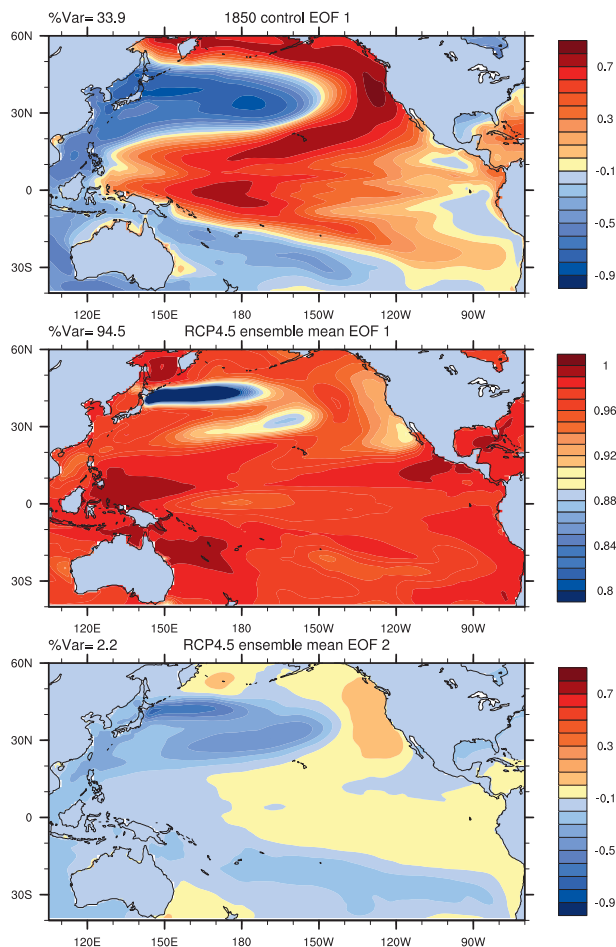 %Var= 33.9 1850 control EOF 1
60N
30N
0
30S
120E 150E 180 150W 120W 90W
0.7
0.3
-0.1
-0.5
-0.9
%Var= 94.5 RCP4.5 ensemble mean EOF 1
60N
30N
0
30S
120E 150E 180 150W 120W 90W
1
0.96
0.92
0.88
0.84
0.8
%Var= 2.2 RCP4.5 ensemble mean EOF 2
60N
30N
0
30S
120E 150E 180 150W 120W 90W
0.7
0.3
-0.1
-0.5
-0.9